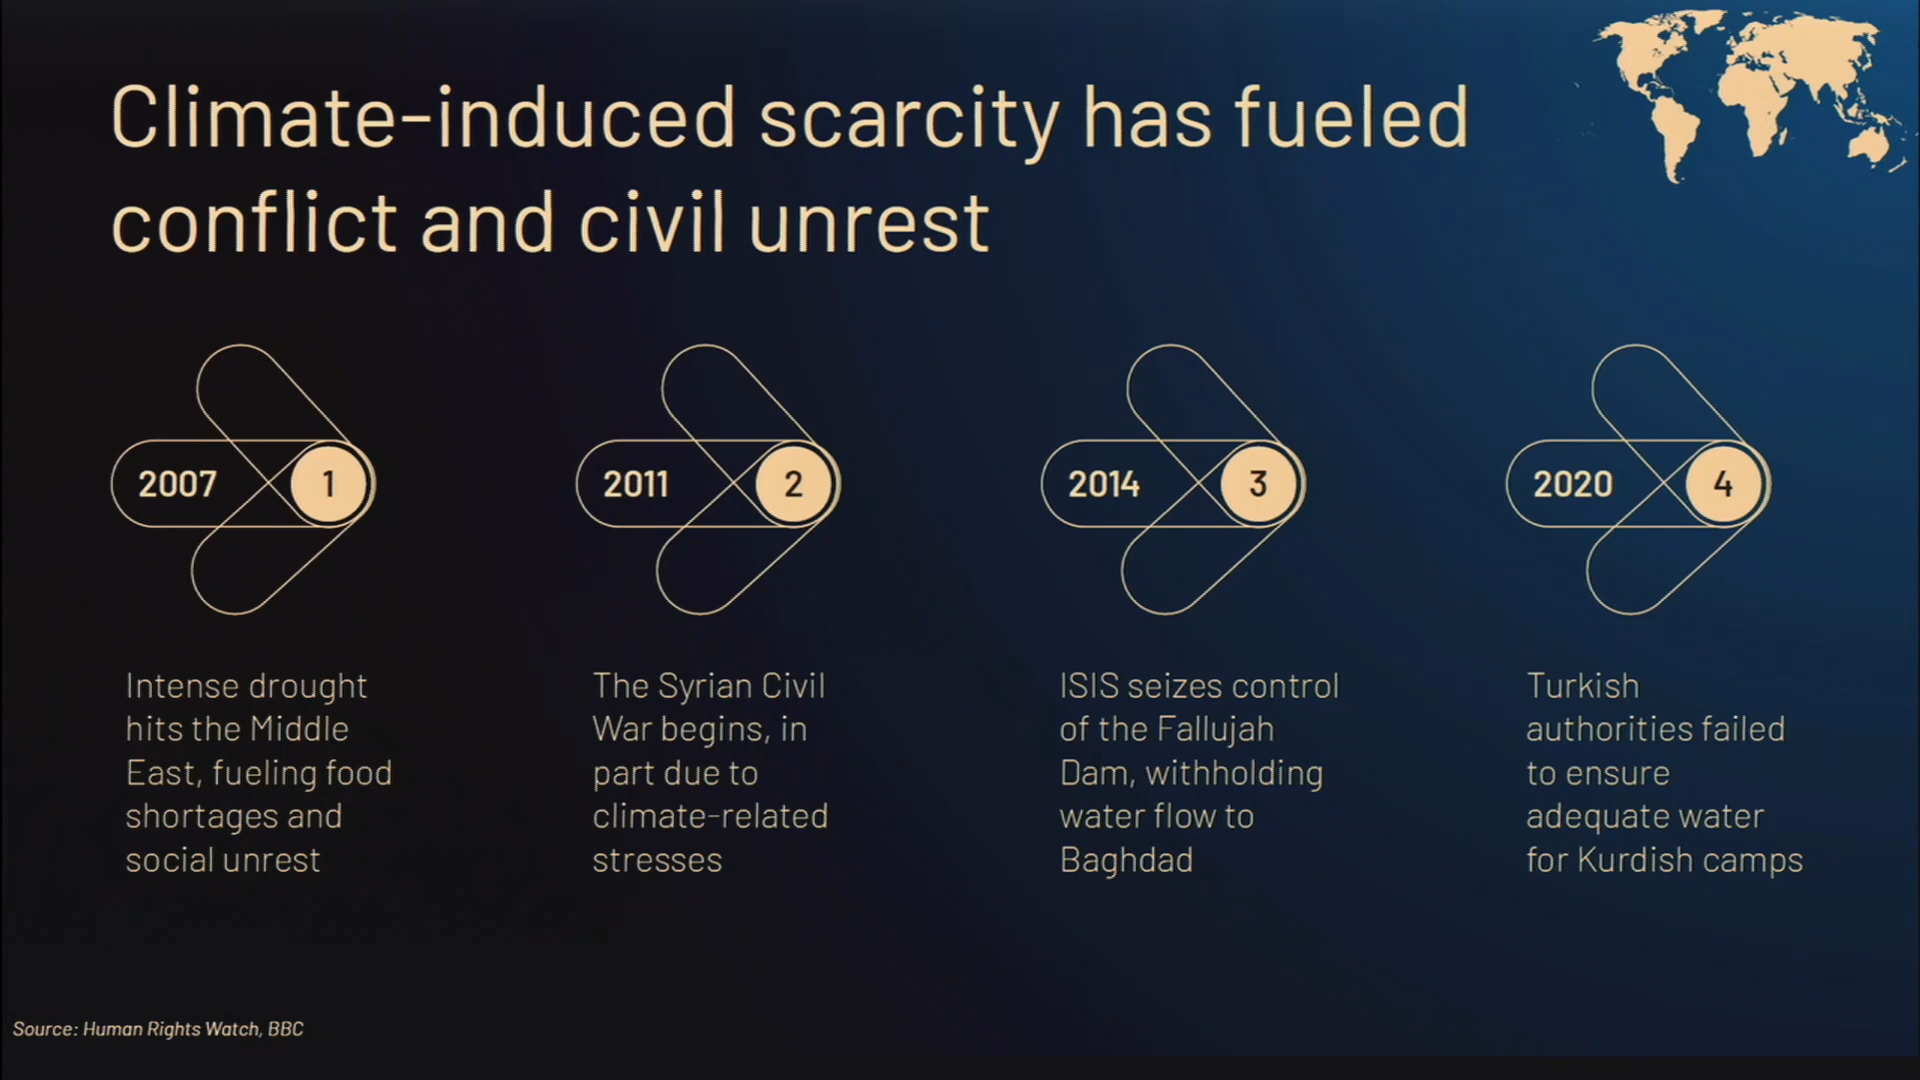 Climate-induced scarcity has fueled
conflict and civil unrest
2007 1
2011 2
2014 3
2020 4
Intense drought
hits the Middle
East, fueling food
shortages and
social unrest
The Syrian Civil
War begins, in
part due to
climate-related
stresses
ISIS seizes control
of the Fallujah
Dam, withholding
water flow to
Baghdad
Turkish
authorities failed
to ensure
adequate water
for Kurdish camps
Source: Human Rights Watch, BBC